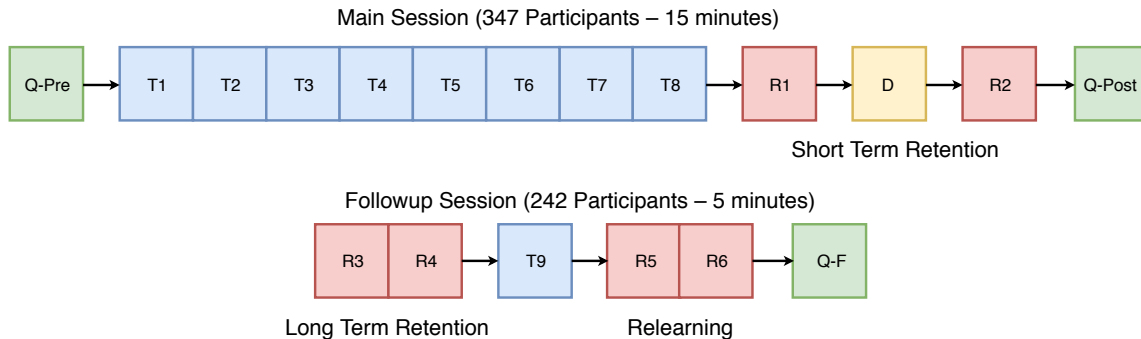 Main Session (347 Participants – 15 minutes)
Q-Pre T1 T2 T3 T4 T5 T6 T7 T8 R1 D R2 Q-Post
Short Term Retention
Followup Session (242 Participants – 5 minutes)
R3 R4 T9 R5 R6 Q-F
Long Term Retention Relearning